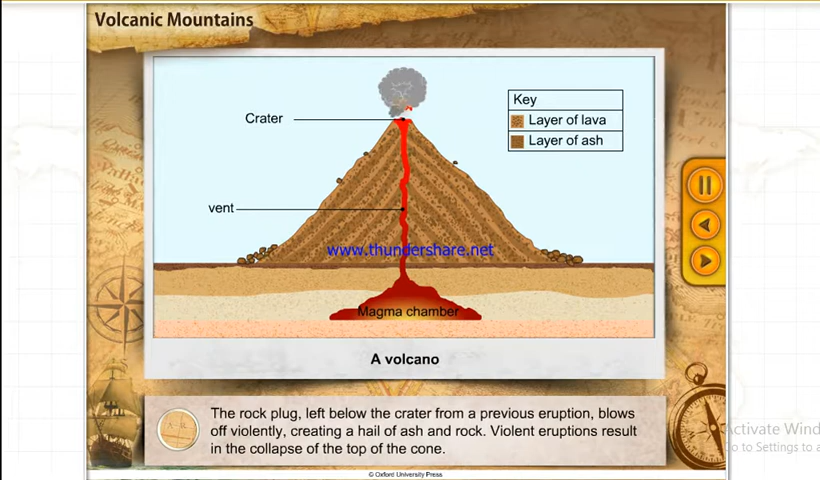 Volcanic Mountains
Crater
Key
Layer of lava
Layer of ash
vent
www.thundershare.net
Magma chamber
A volcano
The rock plug, left below the crater from a previous eruption, blows
off violently, creating a hail of ash and rock. Violent eruptions result
in the collapse of the top of the cone.
Activate Wind
Go to Settings to a
© Oxford University Press